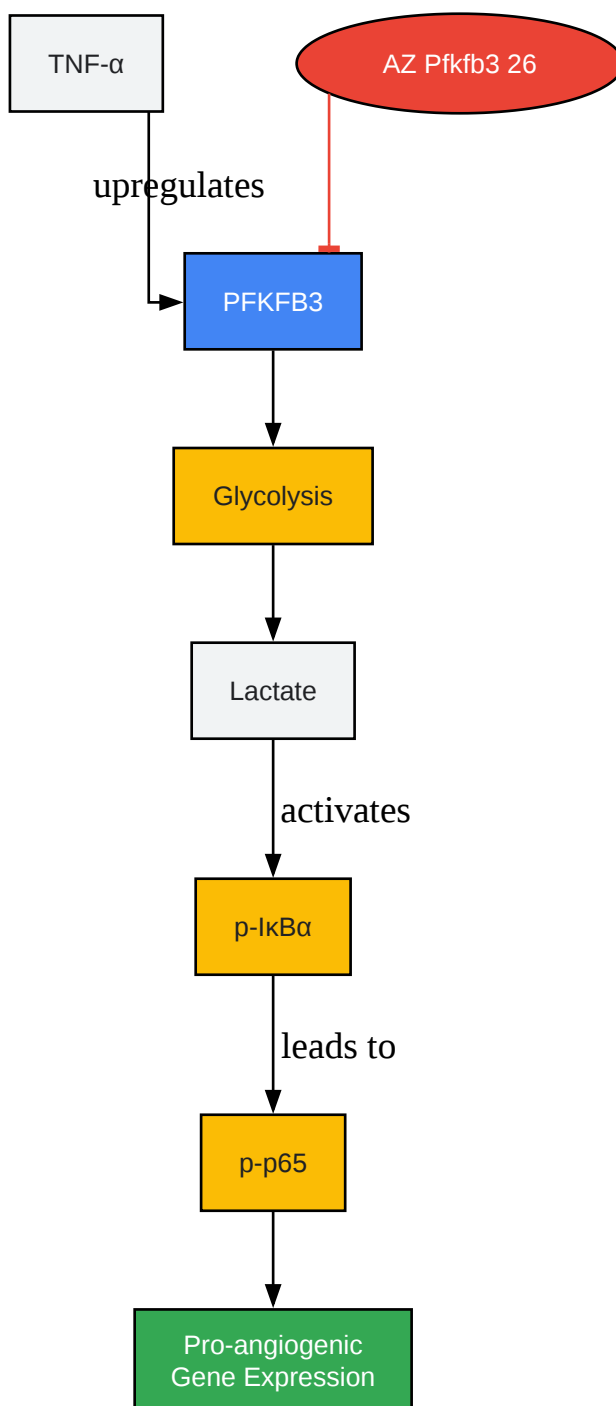 TNF-α
AZ Pfkfb3 26
upregulates
PFKFB3
Glycolysis
Lactate
activates
p-IκBα
leads to
p-p65
Pro-angiogenic
Gene Expression